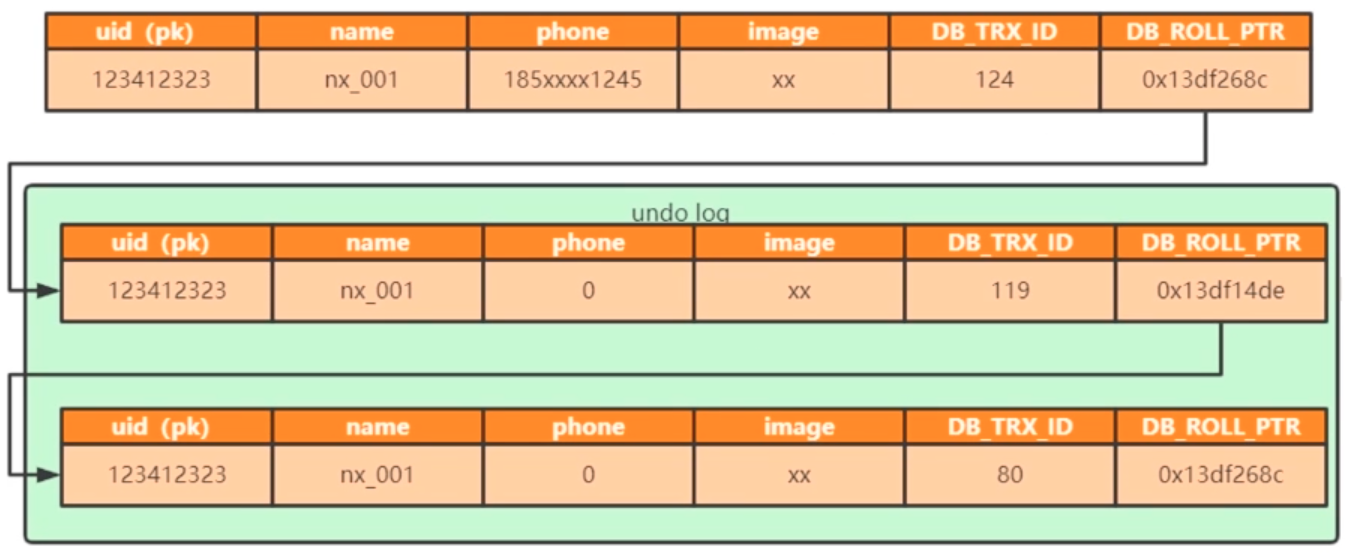 uid (pk) name phone image DB_TRX_ID DB_ROLL_PTR
123412323 nx_001 185xxxx1245 xx 124 0x13df268c
undo log
uid (pk) name phone image DB_TRX_ID DB_ROLL_PTR
123412323 nx_001 0 xx 119 0x13df14de
uid (pk) name phone image DB_TRX_ID DB_ROLL_PTR
123412323 nx_001 0 xx 80 0x13df268c